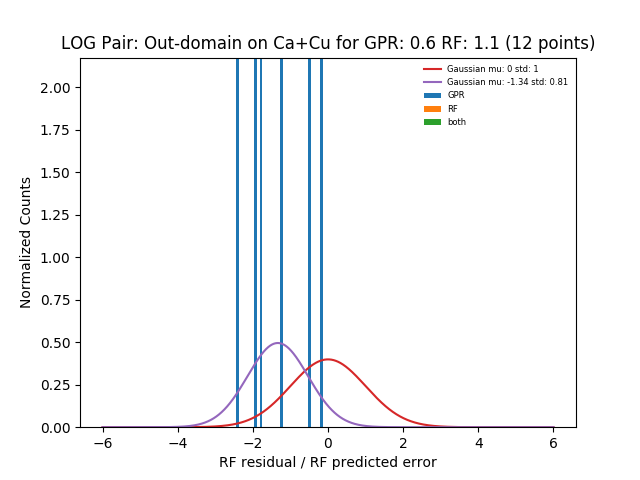 LOG Pair: Out-domain on Ca+Cu for GPR: 0.6 RF: 1.1 (12 points)
Gaussian mu: 0 std: 1
Gaussian mu: -1.34 std: 0.81
GPR
RF
both
Normalized Counts
2.00
1.75
1.50
1.25
1.00
0.75
0.50
0.25
0.00
−6 −4 −2 0 2 4 6
RF residual / RF predicted error